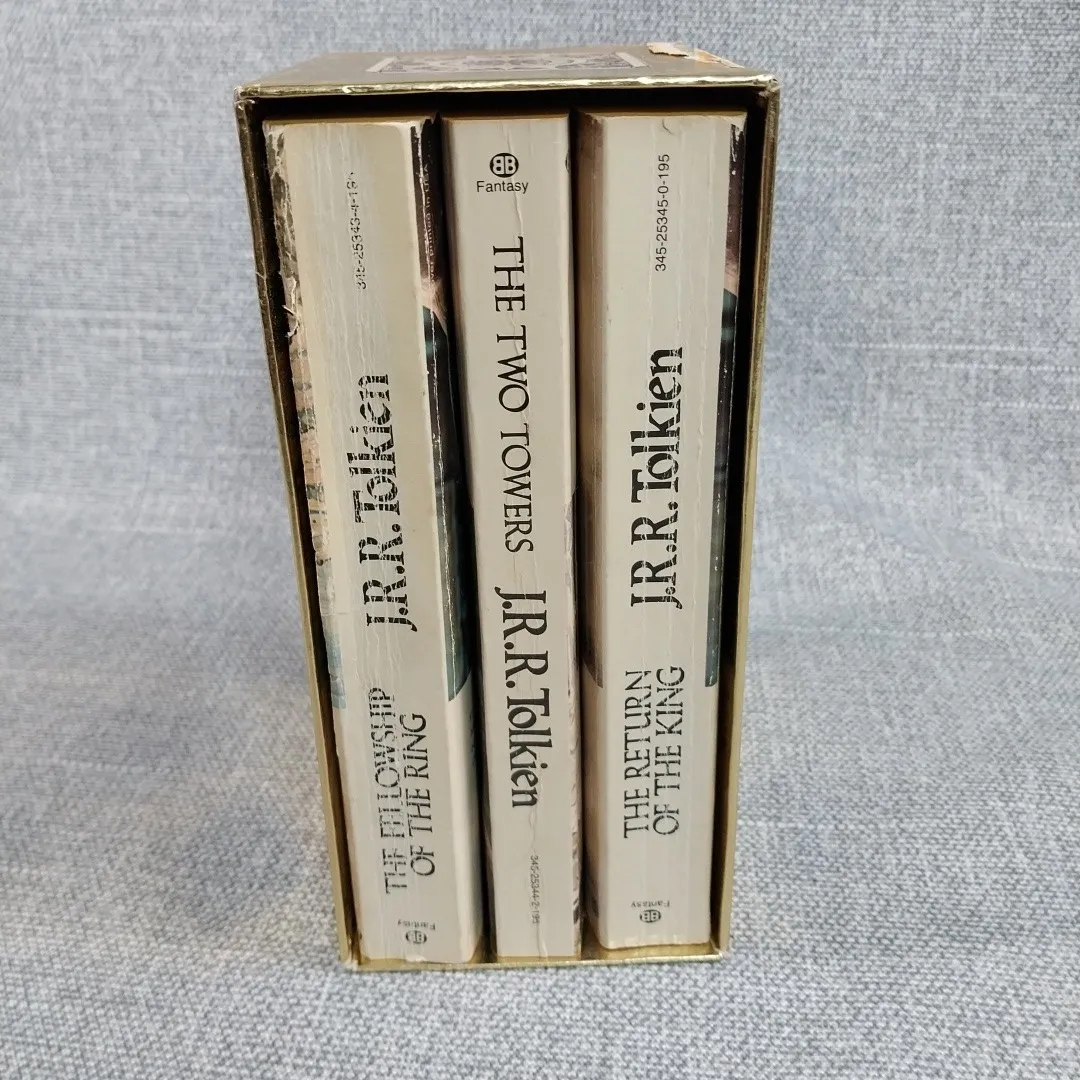 345-25343-4-195
J.R.R. Tolkien
THE FELLOWSHIP
OF THE RING
Fantasy
BB
BB
Fantasy
THE TWO TOWERS
J.R.R. Tolkien
345-25344-2-195
345-25345-0-195
J.R.R. Tolkien
THE RETURN
OF THE KING
Fantasy
BB